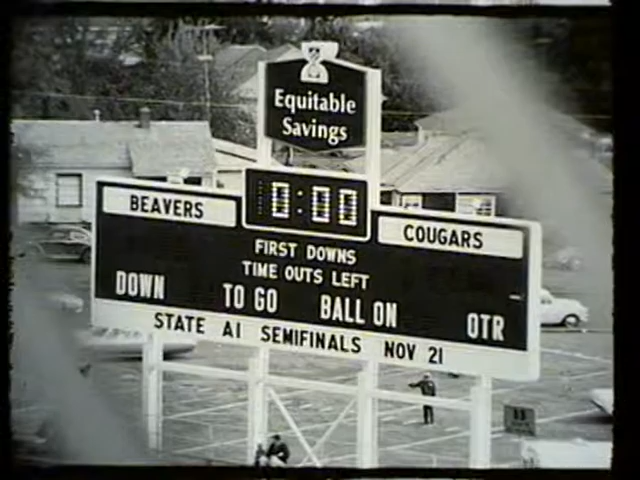 Equitable
Savings
0:00
BEAVERS
COUGARS
FIRST DOWNS
TIME OUTS LEFT
DOWN TO GO BALL ON QTR
STATE A1 SEMIFINALS NOV 21